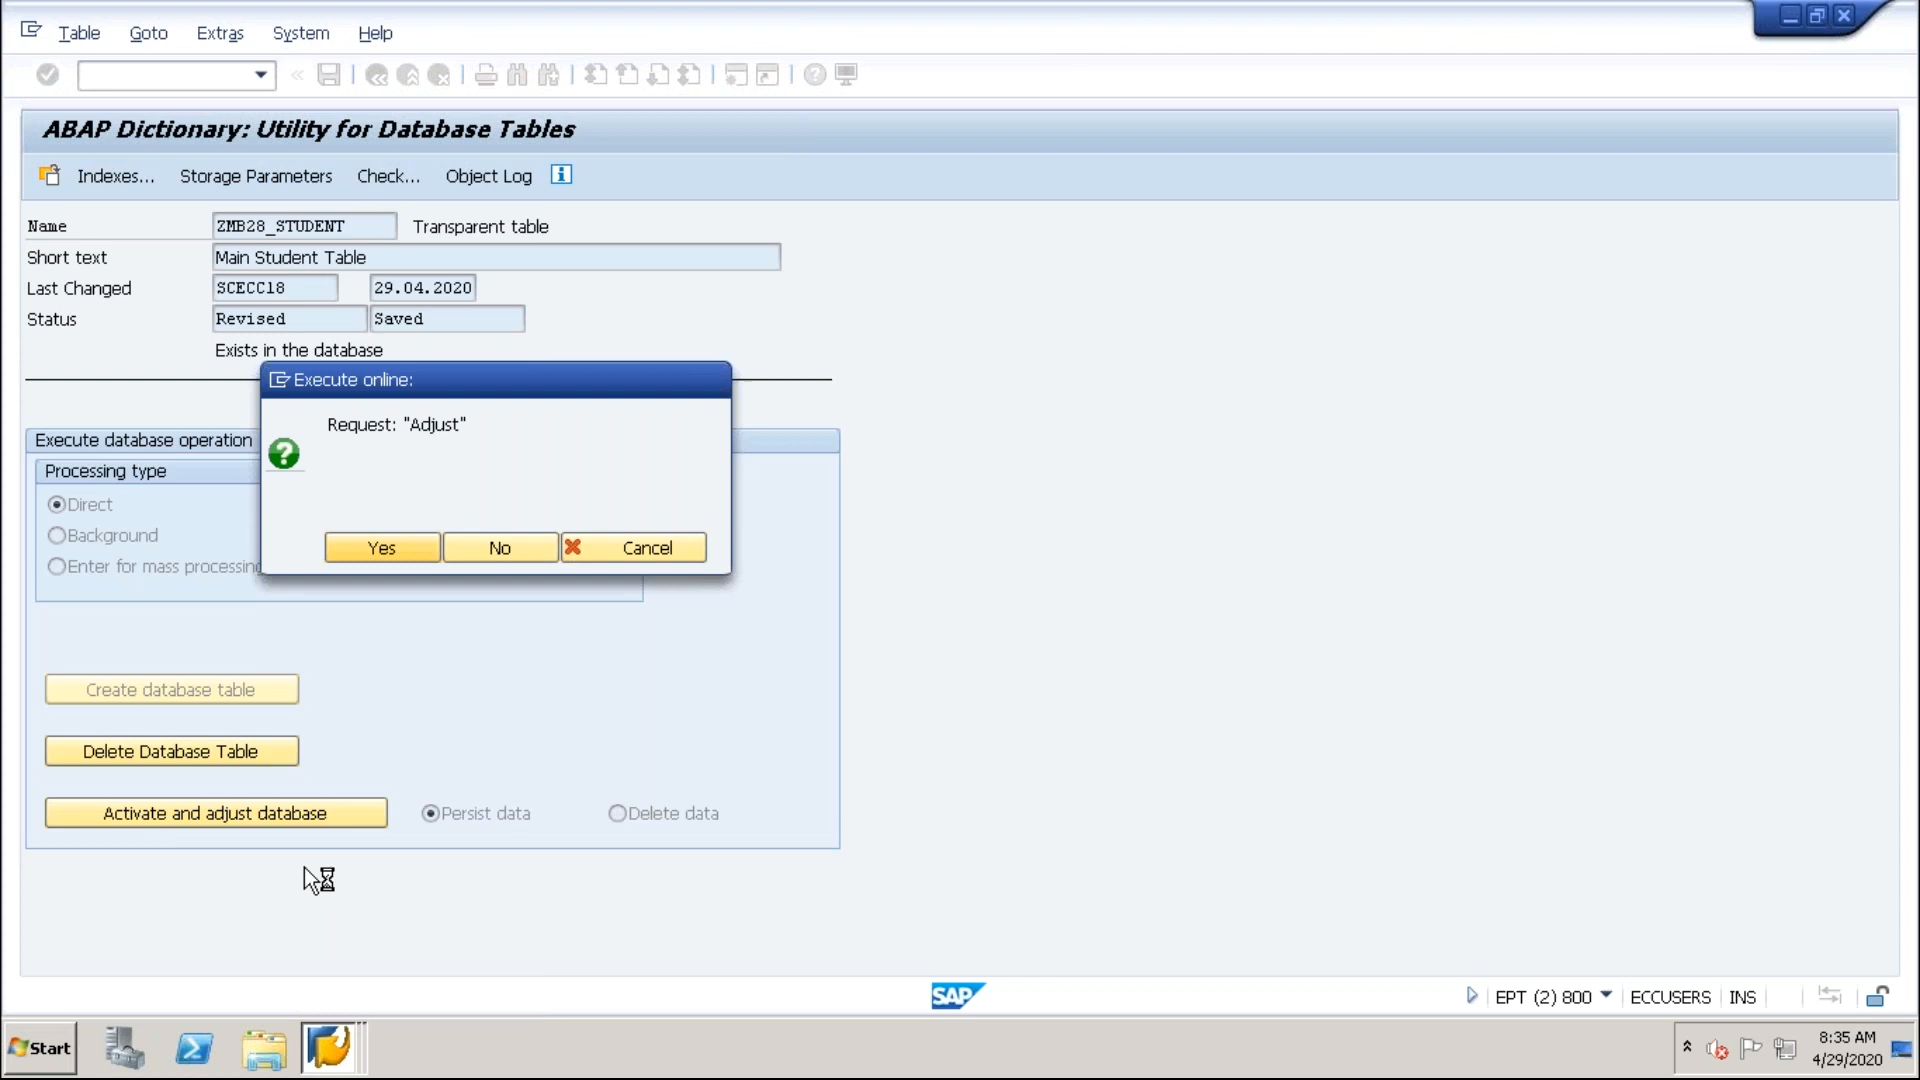 Table Goto Extras System Help
ABAP Dictionary: Utility for Database Tables
Indexes... Storage Parameters Check... Object Log
Name ZMB28_STUDENT Transparent table
Short text Main Student Table
Last Changed SCECC18 29.04.2020
Status Revised Saved
Exists in the database
Execute online:
Request: "Adjust"
Yes No Cancel
Execute database operation
Processing type
Direct
Background
Enter for mass processing
Create database table
Delete Database Table
Activate and adjust database Persist data Delete data
SAP EPT (2) 800 ECCUSERS INS
Start 8:35 AM
4/29/2020